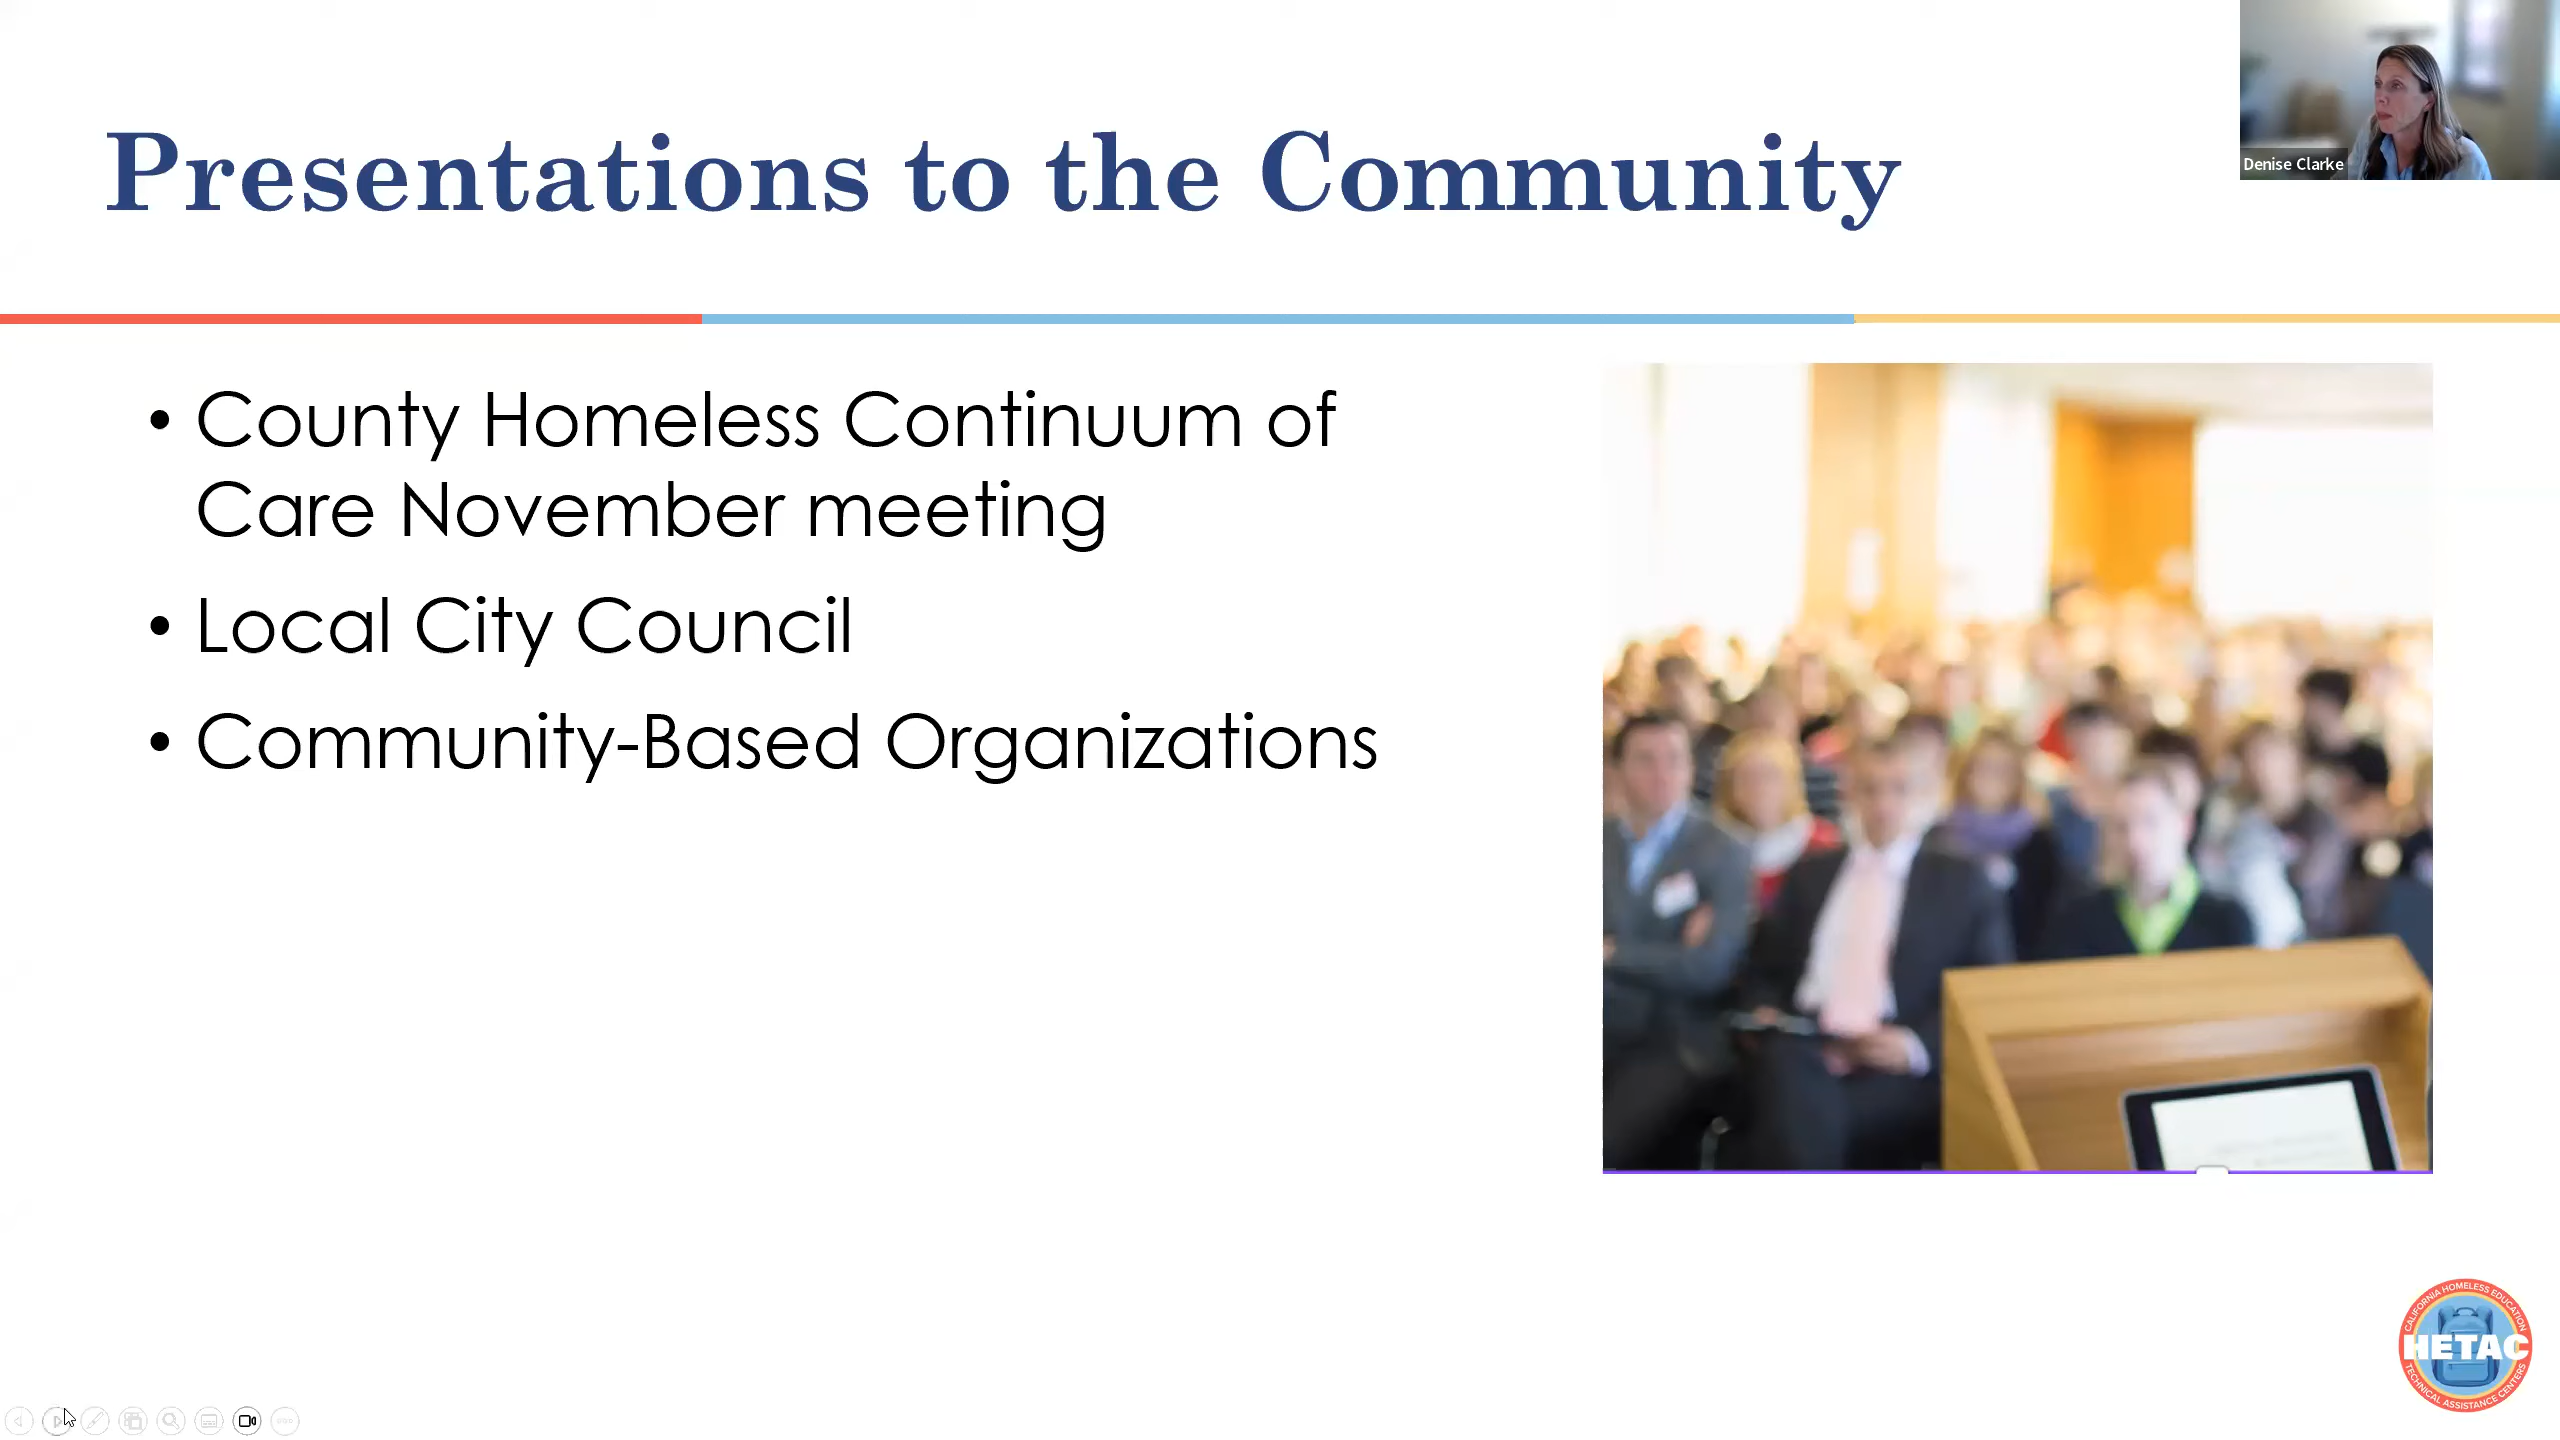 Presentations to the Community
Denise Clarke
• County Homeless Continuum of
Care November meeting
• Local City Council
• Community-Based Organizations
CALIFORNIA HOMELESS EDUCATION
HETAC
TECHNICAL ASSISTANCE CENTERS